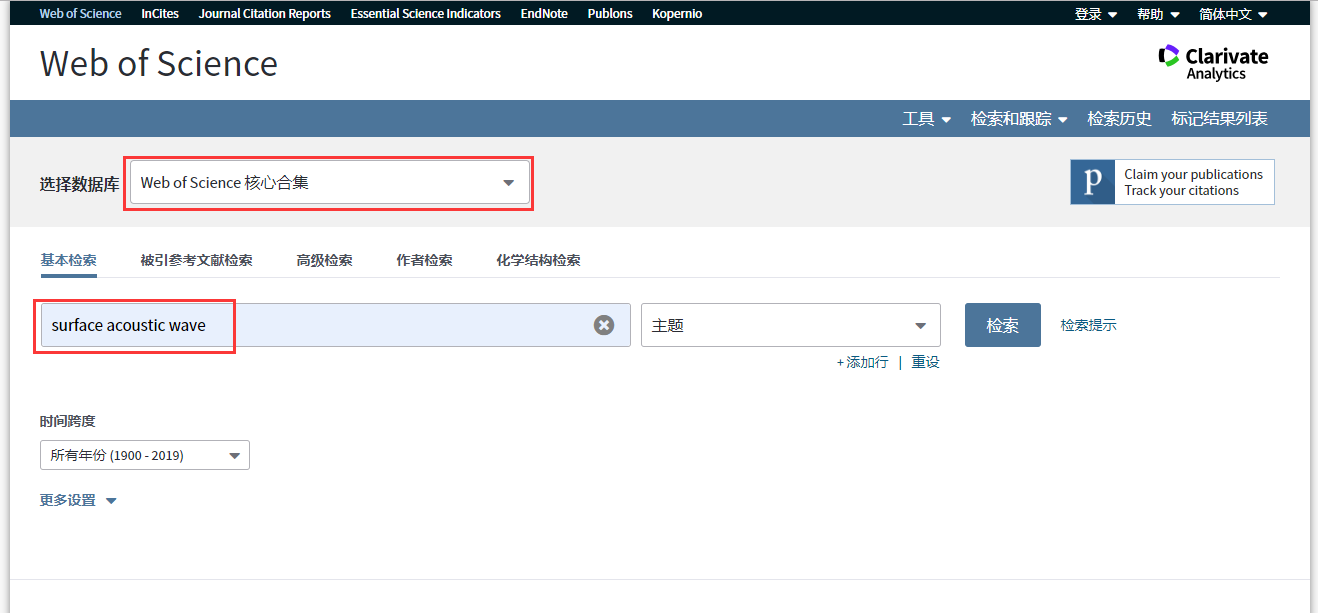 Web of Science InCites Journal Citation Reports Essential Science Indicators EndNote Publons Kopernio 登录 帮助 简体中文
Web of Science
Clarivate
Analytics
工具 检索和跟踪 检索历史 标记结果列表
选择数据库 Web of Science 核心合集
p Claim your publications
Track your citations
基本检索 被引参考文献检索 高级检索 作者检索 化学结构检索
surface acoustic wave 主题 检索 检索提示
+添加行 | 重设
时间跨度
所有年份 (1900 - 2019)
更多设置